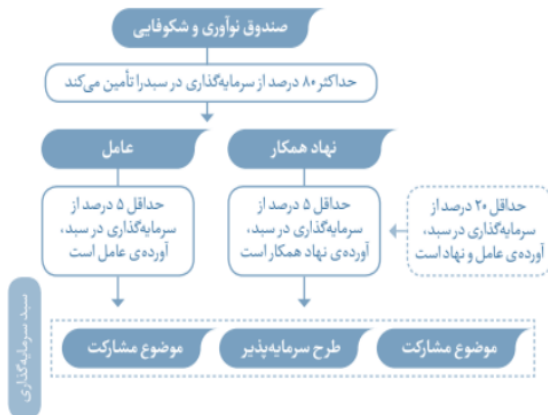 صندوق نوآوری و شکوفایی
حداکثر ۸۰ درصد از سرمایه‌گذاری در سبدرا تأمین می‌کند
نهاد همکار
عامل
حداقل ۲۰ درصد از
سرمایه‌گذاری در سبد،
آورده‌ی عامل و نهاد است
حداقل ۵ درصد از
سرمایه‌گذاری در سبد،
آورده‌ی نهاد همکار است
حداقل ۵ درصد از
سرمایه‌گذاری در سبد،
آورده‌ی عامل است
موضوع مشارکت
طرح سرمایه‌پذیر
موضوع مشارکت
سبد سرمایه‌گذاری